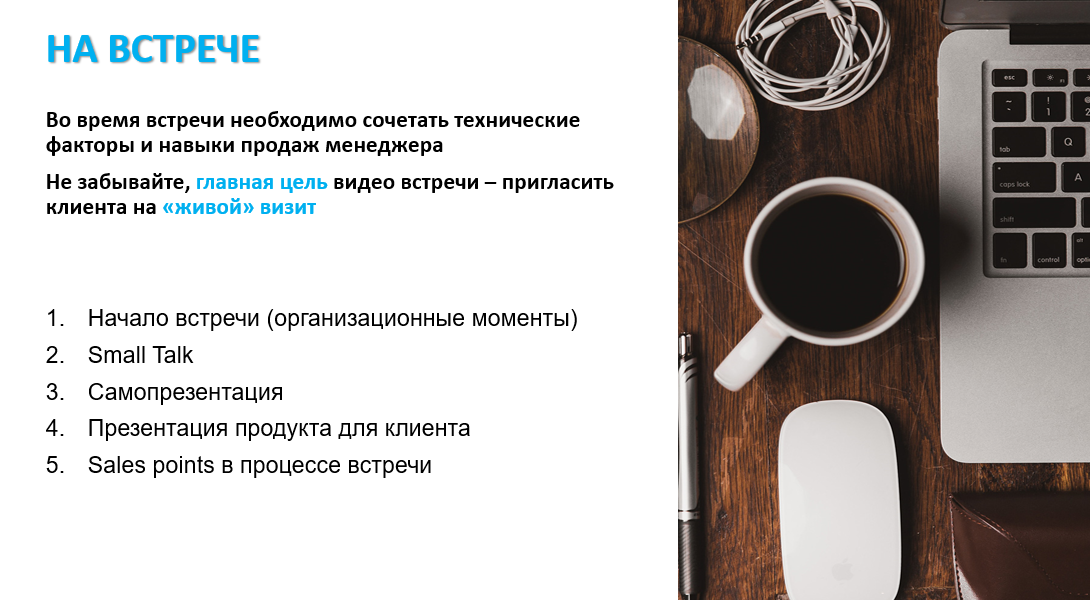 НА ВСТРЕЧЕ
Во время встречи необходимо сочетать технические
факторы и навыки продаж менеджера
Не забывайте, главная цель видео встречи – пригласить
клиента на «живой» визит
1. Начало встречи (организационные моменты)
2. Small Talk
3. Самопрезентация
4. Презентация продукта для клиента
5. Sales points в процессе встречи
esc
~
!
1
2
tab
Q
caps lock
A
shift
fn
control
alt